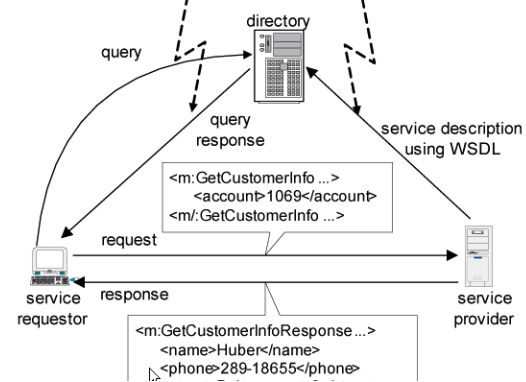 directory
query
query
response
service description
using WSDL
<m:GetCustomerInfo ...>
<account>1069</account>
<m/:GetCustomerInfo ...>
request
response
service
requestor
service
provider
<m:GetCustomerInfoResponse ...>
<name>Huber</name>
<phone>289-18655</phone>